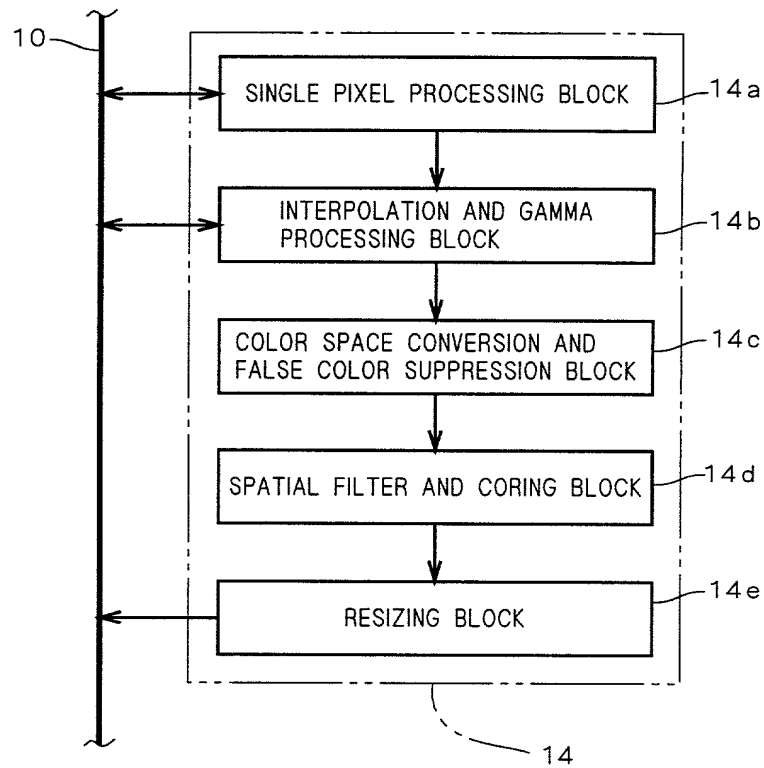 10
SINGLE PIXEL PROCESSING BLOCK
14a
INTERPOLATION AND GAMMA
PROCESSING BLOCK
14b
COLOR SPACE CONVERSION AND
FALSE COLOR SUPPRESSION BLOCK
14c
SPATIAL FILTER AND CORING BLOCK
14d
RESIZING BLOCK
14e
14